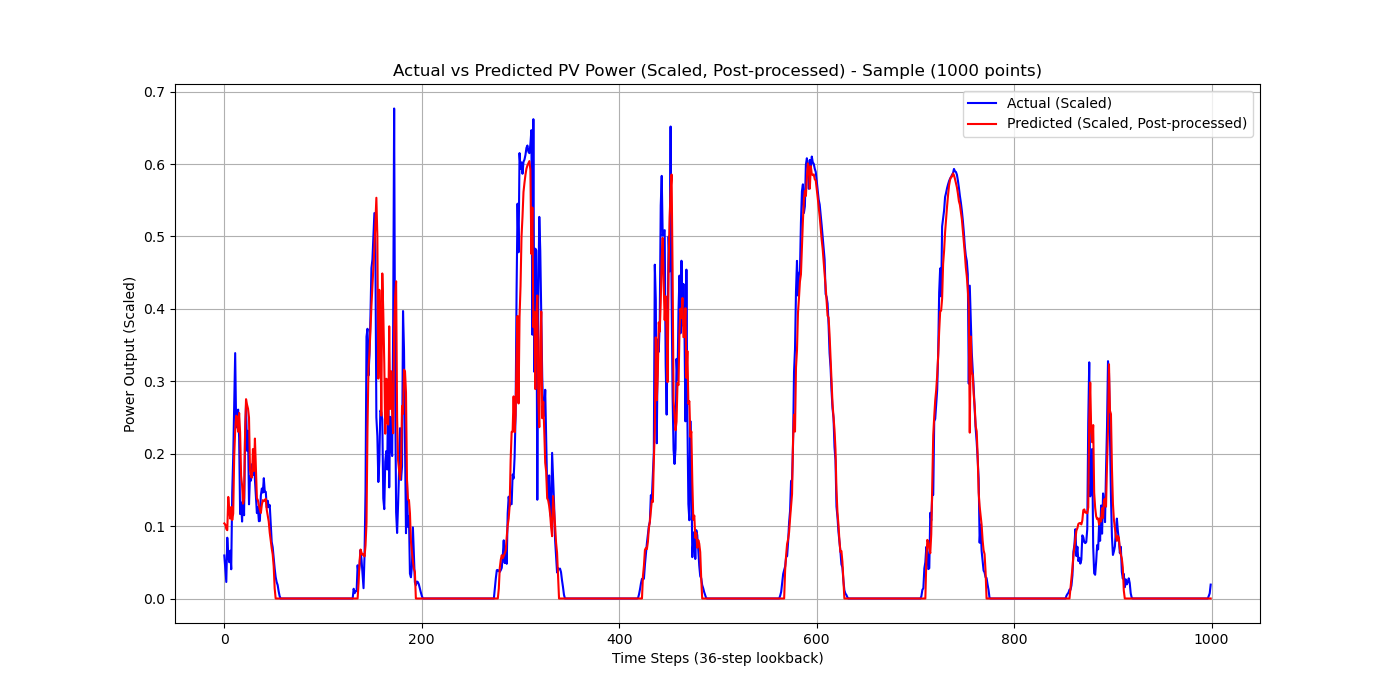 Actual vs Predicted PV Power (Scaled, Post-processed) - Sample (1000 points)
Actual (Scaled)
Predicted (Scaled, Post-processed)
Power Output (Scaled)
0.7
0.6
0.5
0.4
0.3
0.2
0.1
0.0
0 200 400 600 800 1000
Time Steps (36-step lookback)